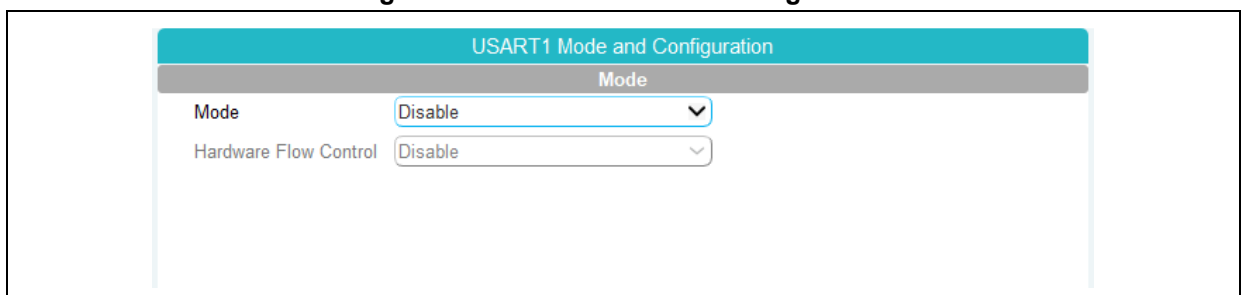 USART1 Mode and Configuration
Mode
Mode Disable
Hardware Flow Control Disable